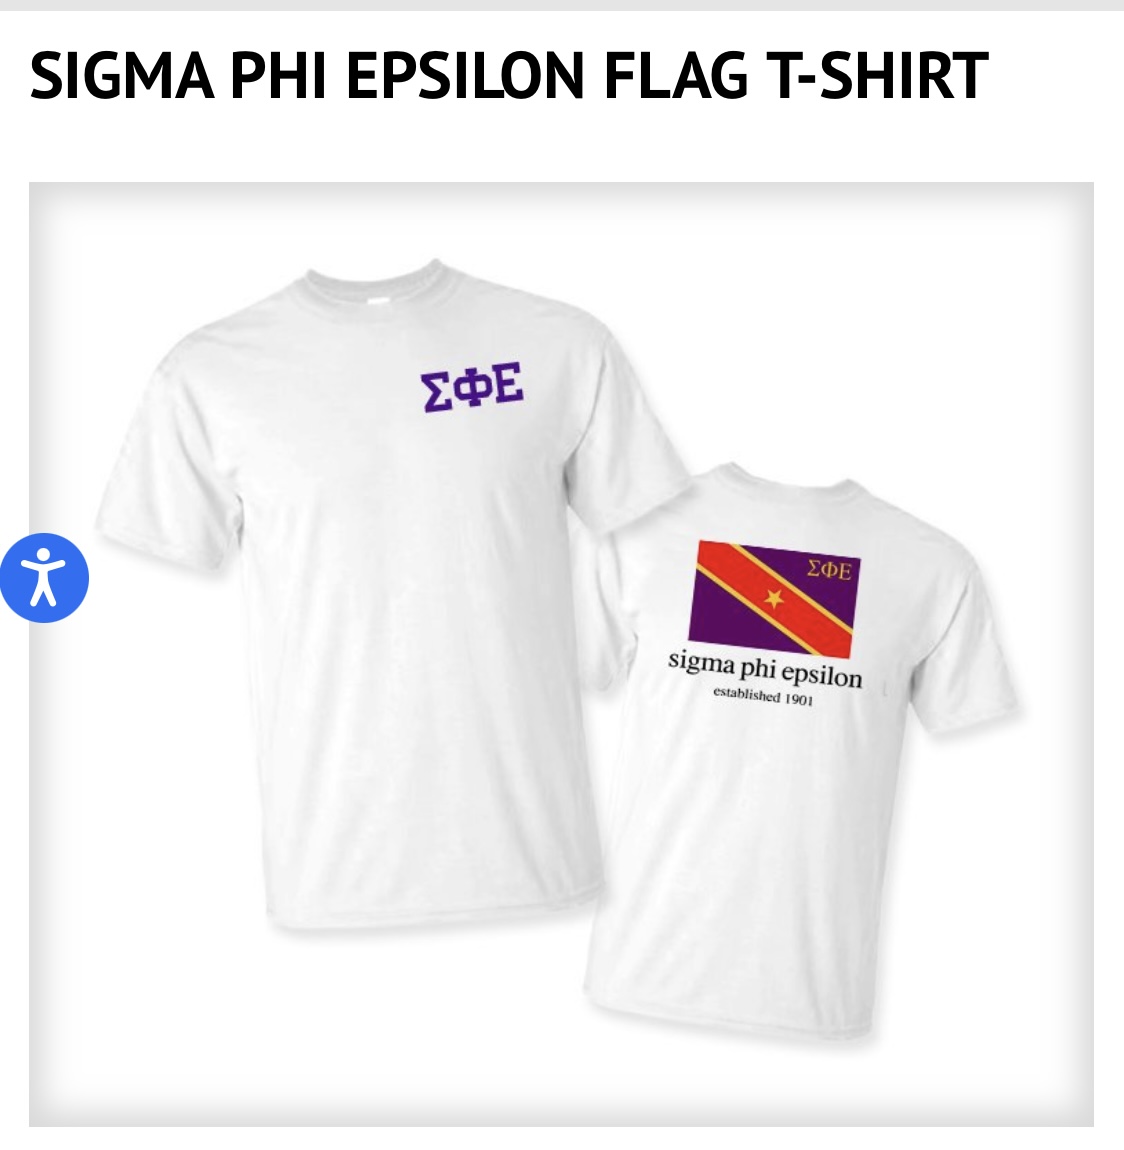 SIGMA PHI EPSILON FLAG T-SHIRT
ΣΦΕ
ΣΦΕ
sigma phi epsilon
established 1901